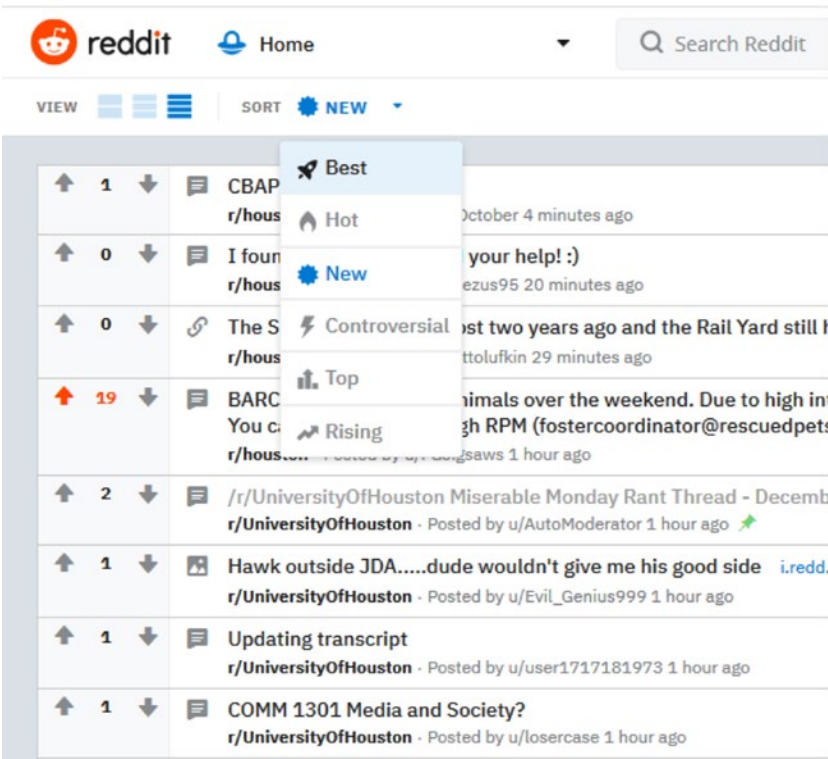 reddit Home Search Reddit
VIEW SORT NEW
Best
Hot
New
Controversial
Top
Rising
1 CBAP
r/hous October 4 minutes ago
0 I foun your help! :)
r/hous ezus95 20 minutes ago
0 The S ost two years ago and the Rail Yard still h
r/hous ttolufkin 29 minutes ago
19 BARC nimals over the weekend. Due to high in
You ca gh RPM (fostercoordinator@rescuedpets
r/houston gsaws 1 hour ago
2 /r/UniversityOfHouston Miserable Monday Rant Thread - Decemb
r/UniversityOfHouston · Posted by u/AutoModerator 1 hour ago
1 Hawk outside JDA.....dude wouldn't give me his good side i.redd.
r/UniversityOfHouston · Posted by u/Evil_Genius999 1 hour ago
1 Updating transcript
r/UniversityOfHouston · Posted by u/user1717181973 1 hour ago
1 COMM 1301 Media and Society?
r/UniversityOfHouston · Posted by u/losercase 1 hour ago